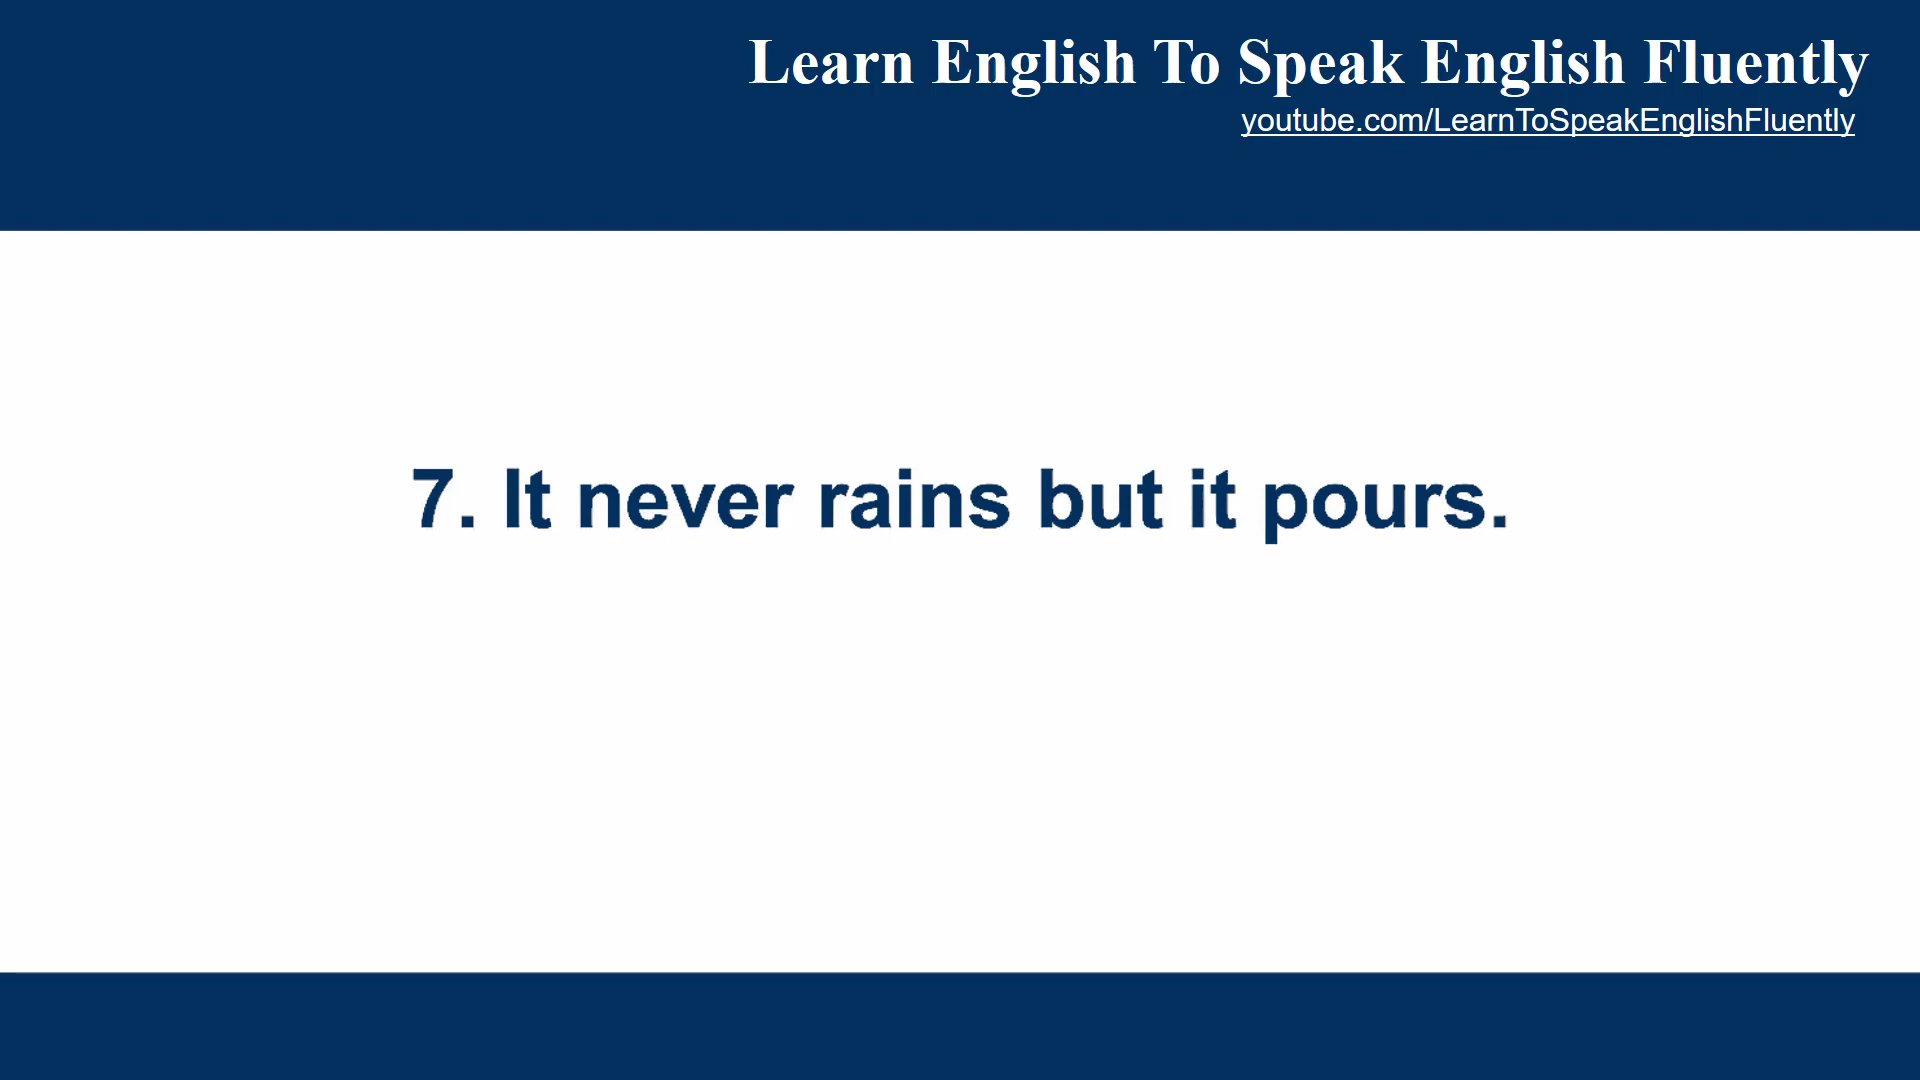 Learn English To Speak English Fluently
youtube.com/LearnToSpeakEnglishFluently
7. It never rains but it pours.